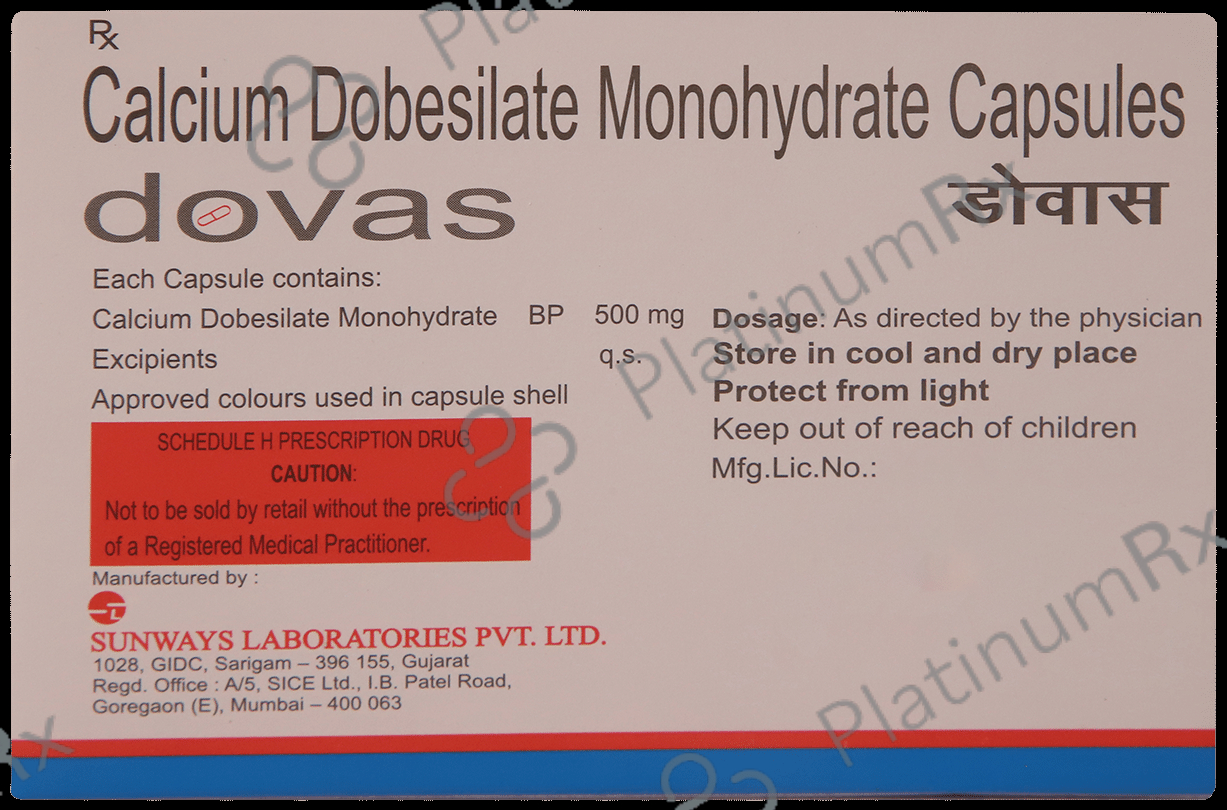 Rx
Calcium Dobesilate Monohydrate Capsules
dovas
डोवास
Each Capsule contains:
Calcium Dobesilate Monohydrate BP 500 mg
Excipients q.s.
Approved colours used in capsule shell
SCHEDULE H PRESCRIPTION DRUG
CAUTION:
Not to be sold by retail without the prescription
of a Registered Medical Practitioner.
Dosage: As directed by the physician
Store in cool and dry place
Protect from light
Keep out of reach of children
Mfg.Lic.No.:
Manufactured by :
SUNWAYS LABORATORIES PVT. LTD.
1028, GIDC, Sarigam – 396 155, Gujarat
Regd. Office : A/5, SICE Ltd., I.B. Patel Road,
Goregaon (E), Mumbai – 400 063
PlatinumRx
PlatinumRx
Platin
Rx